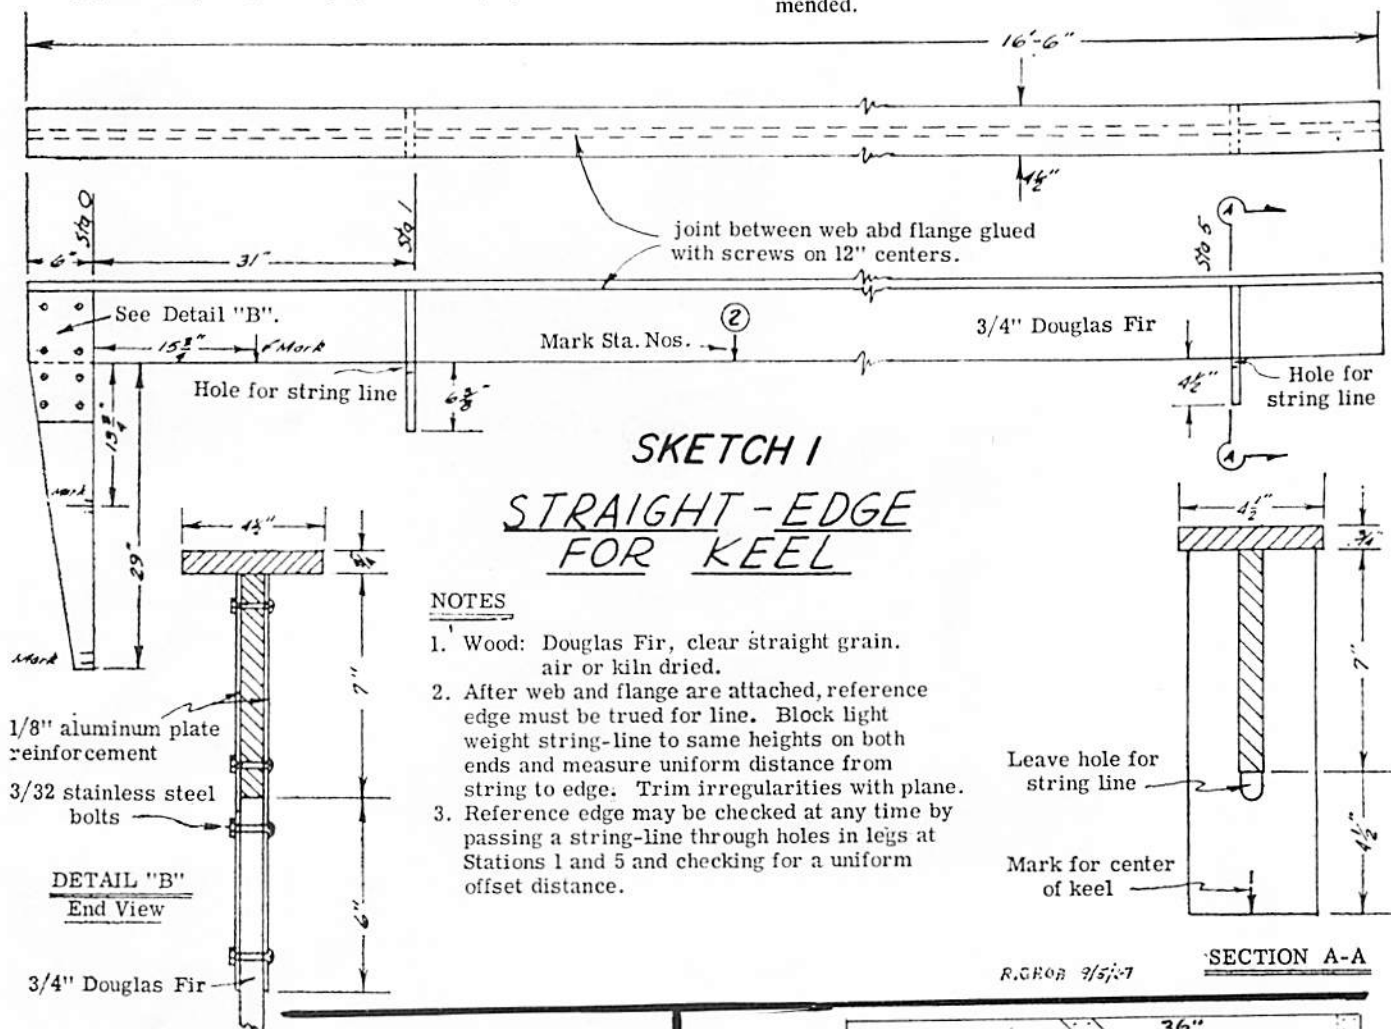 mended.
16'-6"
4½"
Sta 0
Sta 1
Sta 5
A
joint between web abd flange glued
with screws on 12" centers.
6"
31"
See Detail "B".
15¾"
F Mark
Mark Sta. Nos.
2
3/4" Douglas Fir
Hole for string line
6⅜"
4½"
Hole for
string line
13¾"
Mark
29"
Mark
A
SKETCH 1
STRAIGHT-EDGE
FOR KEEL
4½"
¾"
7"
6"
1/8" aluminum plate
reinforcement
3/32 stainless steel
bolts
DETAIL "B"
End View
3/4" Douglas Fir
NOTES
1. Wood: Douglas Fir, clear straight grain.
air or kiln dried.
2. After web and flange are attached, reference
edge must be trued for line. Block light
weight string-line to same heights on both
ends and measure uniform distance from
string to edge. Trim irregularities with plane.
3. Reference edge may be checked at any time by
passing a string-line through holes in legs at
Stations 1 and 5 and checking for a uniform
offset distance.
4½"
3/4"
7"
4½"
Leave hole for
string line
Mark for center
of keel
SECTION A-A
36"